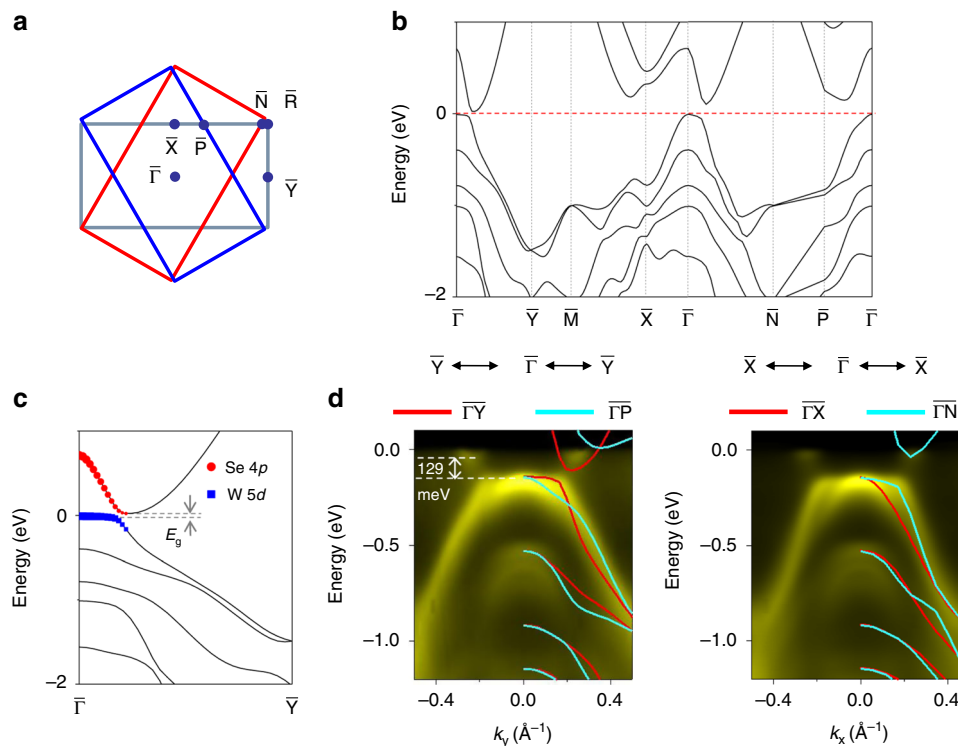 a
N̅ R̅
X̅ P̅
Γ̅ Y̅
b
Energy (eV)
0
−2
Γ̅ Y̅ M̅ X̅ Γ̅ N̅ P̅ Γ̅
c
Energy (eV)
0
−2
Se 4p
W 5d
Eg
Γ̅ Y̅
d
Y̅ Γ̅ Y̅
Γ̅Y̅ Γ̅P̅
129
meV
Energy (eV)
0.0
−0.5
−1.0
−0.4 0.0 0.4
ky (Å−1)
X̅ Γ̅ X̅
Γ̅X̅ Γ̅N̅
Energy (eV)
0.0
−0.5
−1.0
−0.4 0.0 0.4
kx (Å−1)